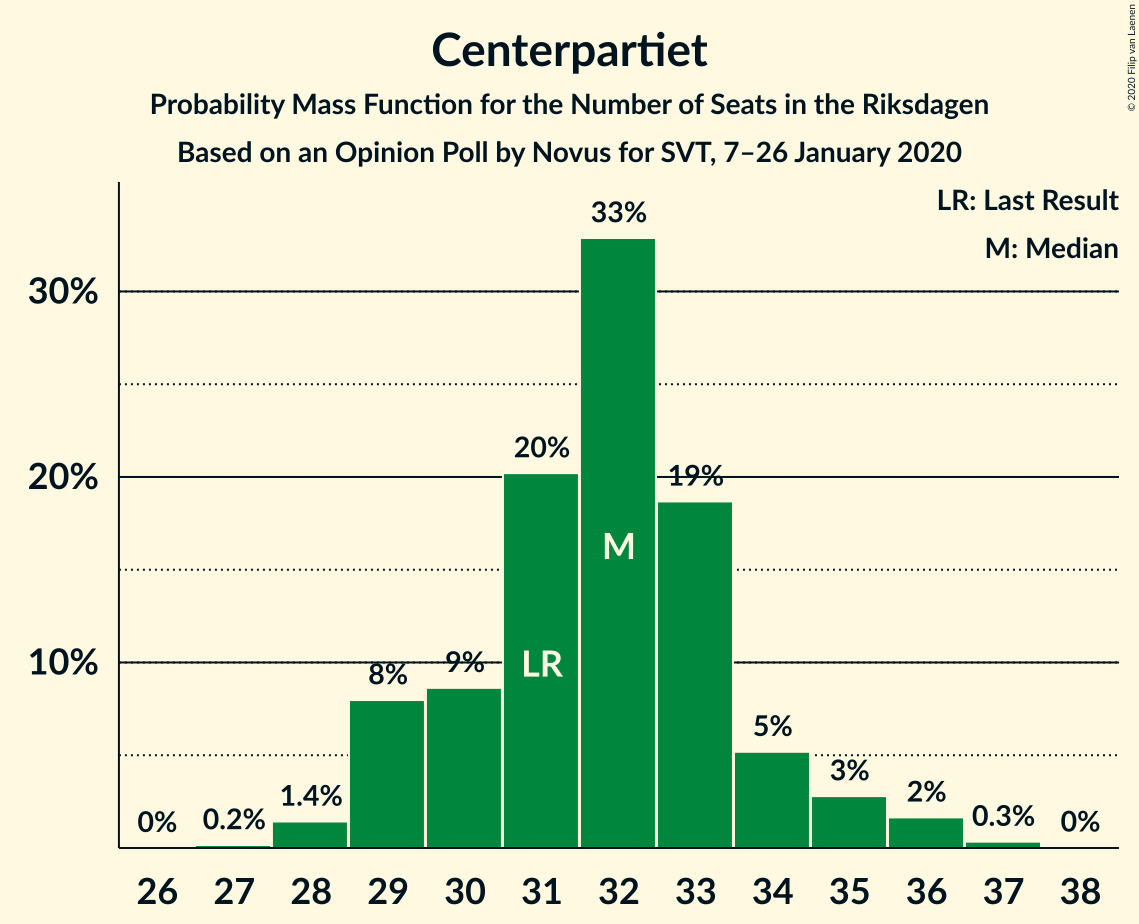 Centerpartiet
Probability Mass Function for the Number of Seats in the Riksdagen
Based on an Opinion Poll by Novus for SVT, 7–26 January 2020
© 2020 Filip van Laenen
LR: Last Result
M: Median
30%
20%
10%
0%
0.2%
1.4%
8%
9%
20%
33%
19%
5%
3%
2%
0.3%
0%
LR
M
26 27 28 29 30 31 32 33 34 35 36 37 38